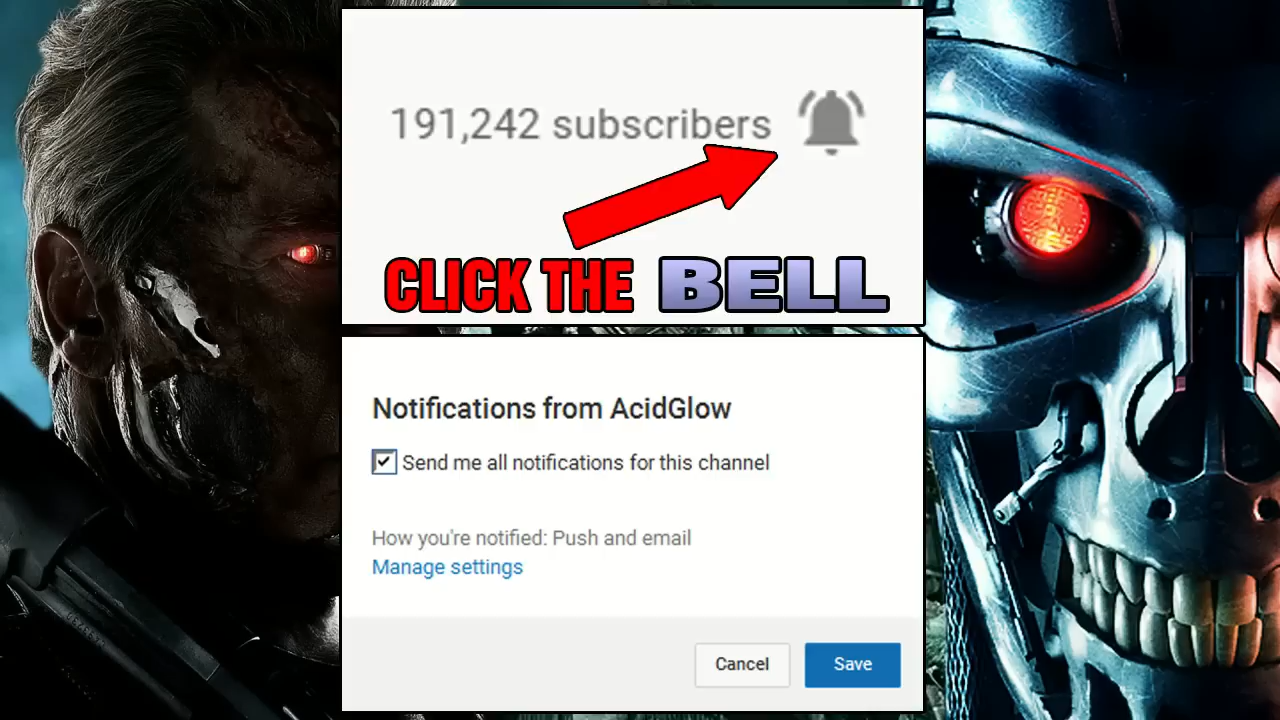 191,242 subscribers
CLICK THE BELL
Notifications from AcidGlow
Send me all notifications for this channel
How you're notified: Push and email
Manage settings
Cancel Save